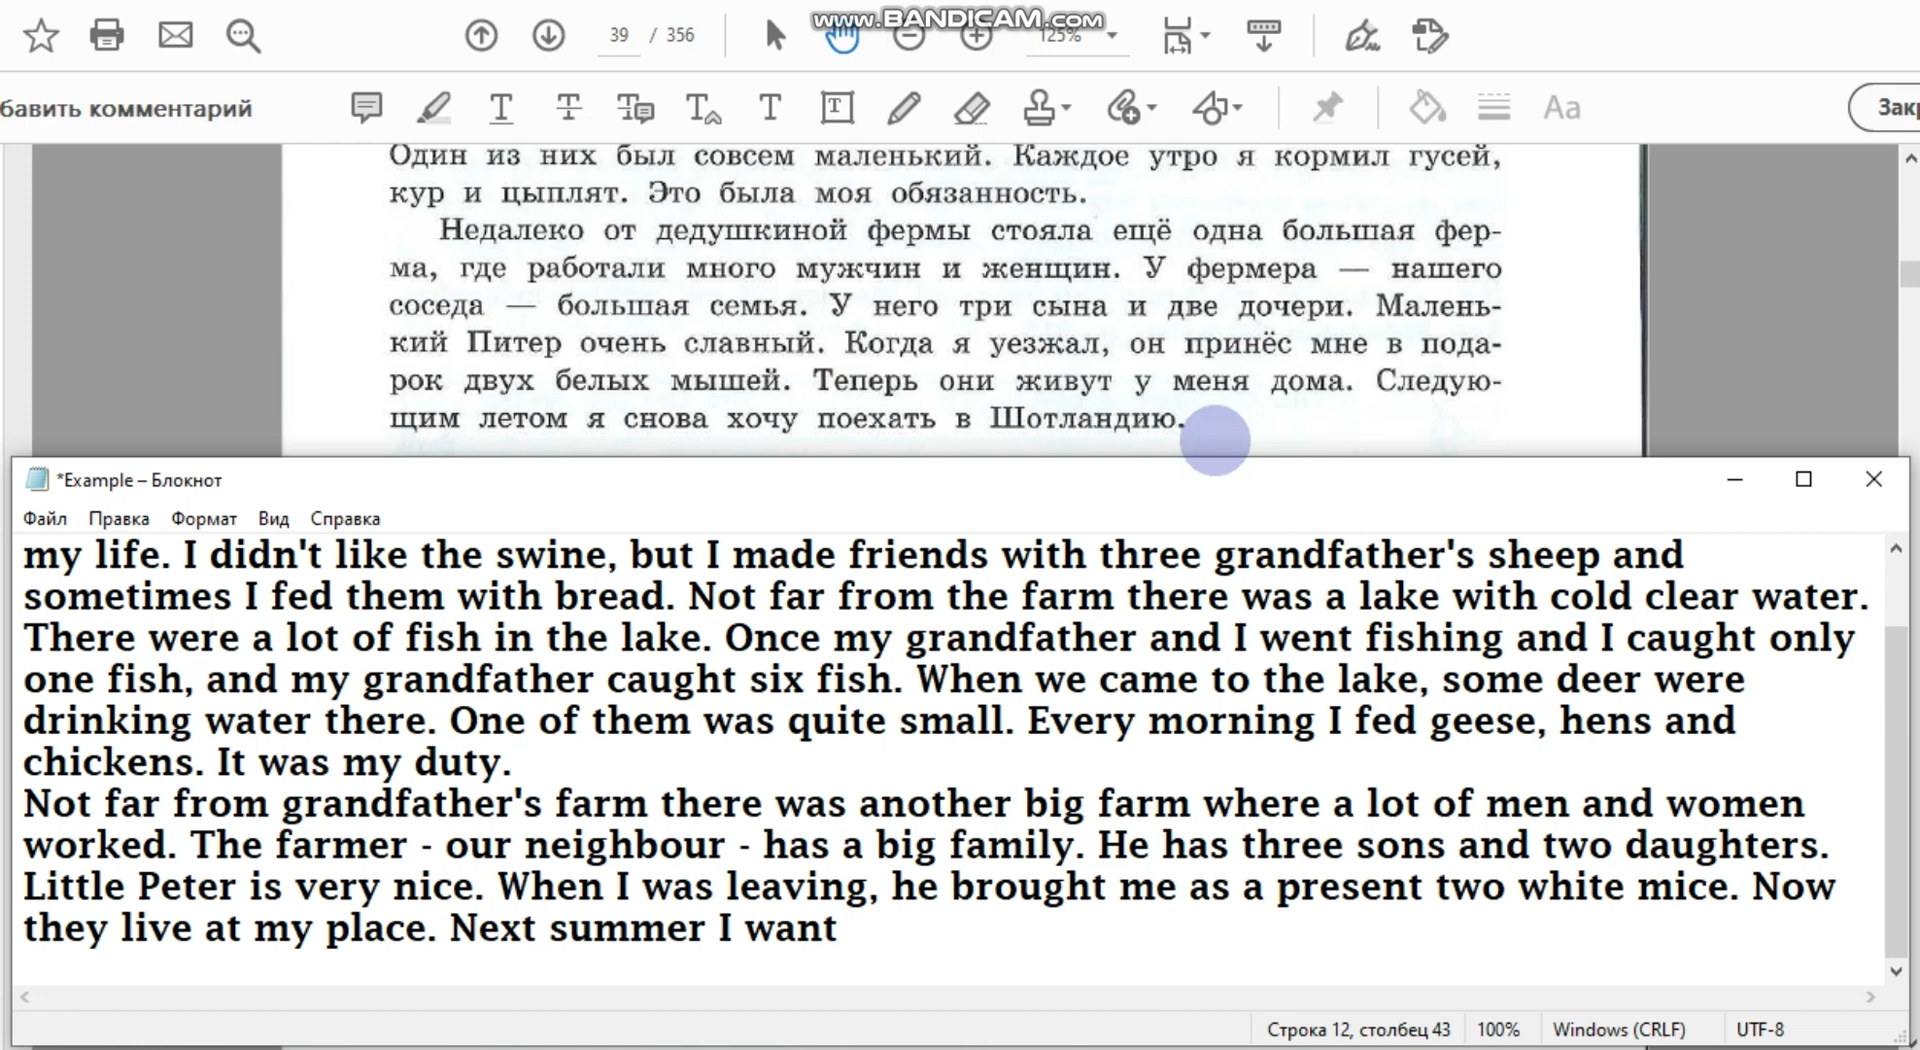 www.BANDICAM.com
39 / 356
125%
бавить комментарий
Aa
Один из них был совсем маленький. Каждое утро я кормил гусей,
кур и цыплят. Это была моя обязанность.
Недалеко от дедушкиной фермы стояла ещё одна большая фер-
ма, где работали много мужчин и женщин. У фермера — нашего
соседа — большая семья. У него три сына и две дочери. Малень-
кий Питер очень славный. Когда я уезжал, он принёс мне в пода-
рок двух белых мышей. Теперь они живут у меня дома. Следую-
щим летом я снова хочу поехать в Шотландию.
*Example – Блокнот
Файл Правка Формат Вид Справка
my life. I didn't like the swine, but I made friends with three grandfather's sheep and
sometimes I fed them with bread. Not far from the farm there was a lake with cold clear water.
There were a lot of fish in the lake. Once my grandfather and I went fishing and I caught only
one fish, and my grandfather caught six fish. When we came to the lake, some deer were
drinking water there. One of them was quite small. Every morning I fed geese, hens and
chickens. It was my duty.
Not far from grandfather's farm there was another big farm where a lot of men and women
worked. The farmer - our neighbour - has a big family. He has three sons and two daughters.
Little Peter is very nice. When I was leaving, he brought me as a present two white mice. Now
they live at my place. Next summer I want
Строка 12, столбец 43 100% Windows (CRLF) UTF-8